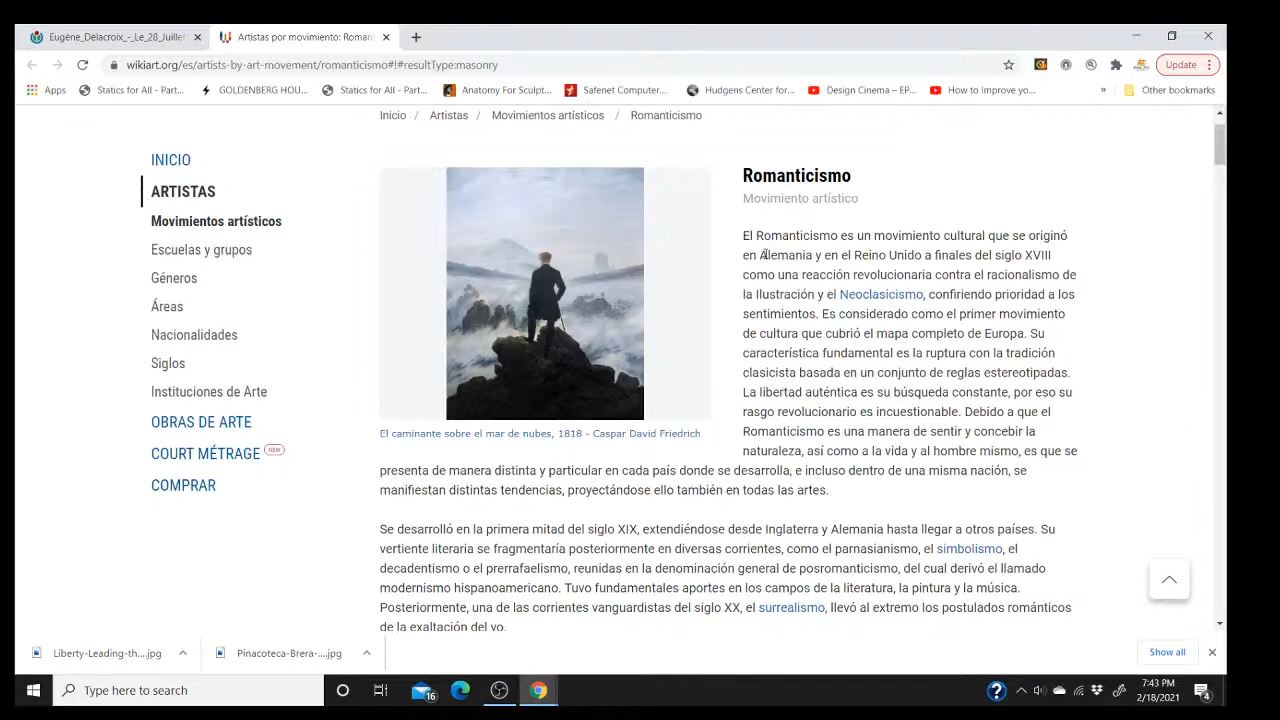 Eugène_Delacroix_-_Le_28_Juillet
Artistas por movimiento: Roman
wikiart.org/es/artists-by-art-movement/romanticismo#!#resultType:masonry
Update
Apps
Statics for All - Part...
GOLDENBERG HOU...
Statics for All - Part...
Anatomy For Sculpt...
Safenet Computer...
Hudgens Center for...
Design Cinema – EP...
How to Improve yo...
»
Other bookmarks
Inicio / Artistas / Movimientos artísticos / Romanticismo
INICIO
ARTISTAS
Movimientos artísticos
Escuelas y grupos
Géneros
Áreas
Nacionalidades
Siglos
Instituciones de Arte
OBRAS DE ARTE
COURT MÉTRAGE NEW
COMPRAR
El caminante sobre el mar de nubes, 1818 - Caspar David Friedrich
Romanticismo
Movimiento artístico
El Romanticismo es un movimiento cultural que se originó
en Alemania y en el Reino Unido a finales del siglo XVIII
como una reacción revolucionaria contra el racionalismo de
la Ilustración y el Neoclasicismo, confiriendo prioridad a los
sentimientos. Es considerado como el primer movimiento
de cultura que cubrió el mapa completo de Europa. Su
característica fundamental es la ruptura con la tradición
clasicista basada en un conjunto de reglas estereotipadas.
La libertad auténtica es su búsqueda constante, por eso su
rasgo revolucionario es incuestionable. Debido a que el
Romanticismo es una manera de sentir y concebir la
naturaleza, así como a la vida y al hombre mismo, es que se
presenta de manera distinta y particular en cada país donde se desarrolla, e incluso dentro de una misma nación, se
manifiestan distintas tendencias, proyectándose ello también en todas las artes.
Se desarrolló en la primera mitad del siglo XIX, extendiéndose desde Inglaterra y Alemania hasta llegar a otros países. Su
vertiente literaria se fragmentaría posteriormente en diversas corrientes, como el parnasianismo, el simbolismo, el
decadentismo o el prerrafaelismo, reunidas en la denominación general de posromanticismo, del cual derivó el llamado
modernismo hispanoamericano. Tuvo fundamentales aportes en los campos de la literatura, la pintura y la música.
Posteriormente, una de las corrientes vanguardistas del siglo XX, el surrealismo, llevó al extremo los postulados románticos
de la exaltación del yo.
Liberty-Leading-th....jpg
Pinacoteca-Brera-....jpg
Show all
Type here to search
16
7:43 PM
2/18/2021
4